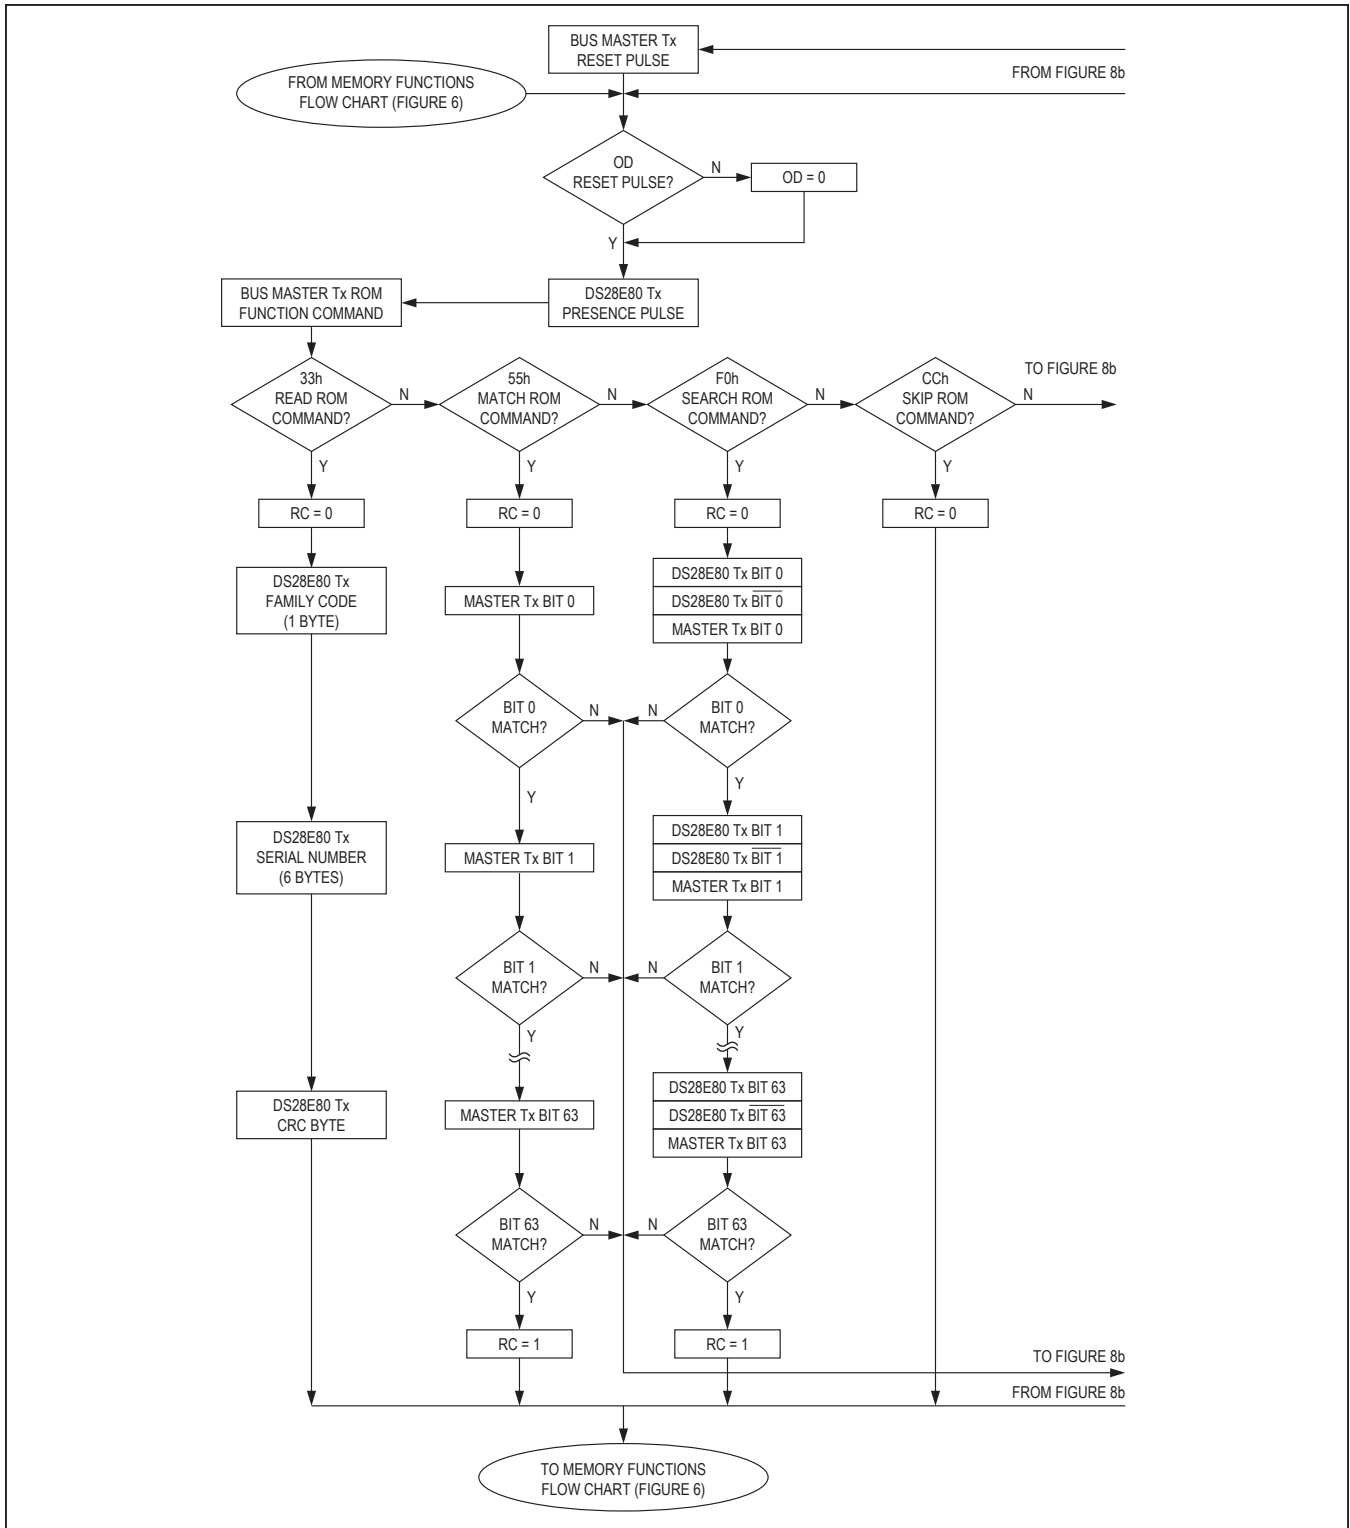 BUS MASTER Tx
RESET PULSE
FROM FIGURE 8b
FROM MEMORY FUNCTIONS
FLOW CHART (FIGURE 6)
OD
RESET PULSE?
N
OD = 0
Y
BUS MASTER Tx ROM
FUNCTION COMMAND
DS28E80 Tx
PRESENCE PULSE
33h
READ ROM
COMMAND?
N
55h
MATCH ROM
COMMAND?
N
F0h
SEARCH ROM
COMMAND?
N
CCh
SKIP ROM
COMMAND?
N
TO FIGURE 8b
Y
Y
Y
Y
RC = 0
RC = 0
RC = 0
RC = 0
DS28E80 Tx
FAMILY CODE
(1 BYTE)
MASTER Tx BIT 0
DS28E80 Tx BIT 0
DS28E80 Tx B̅I̅T̅ ̅0̅
MASTER Tx BIT 0
BIT 0
MATCH?
N
N
BIT 0
MATCH?
Y
Y
DS28E80 Tx
SERIAL NUMBER
(6 BYTES)
MASTER Tx BIT 1
DS28E80 Tx BIT 1
DS28E80 Tx B̅I̅T̅ ̅1̅
MASTER Tx BIT 1
BIT 1
MATCH?
N
N
BIT 1
MATCH?
Y
Y
DS28E80 Tx
CRC BYTE
MASTER Tx BIT 63
DS28E80 Tx BIT 63
DS28E80 Tx B̅I̅T̅ ̅6̅3̅
MASTER Tx BIT 63
BIT 63
MATCH?
N
N
BIT 63
MATCH?
Y
Y
RC = 1
RC = 1
TO FIGURE 8b
FROM FIGURE 8b
TO MEMORY FUNCTIONS
FLOW CHART (FIGURE 6)